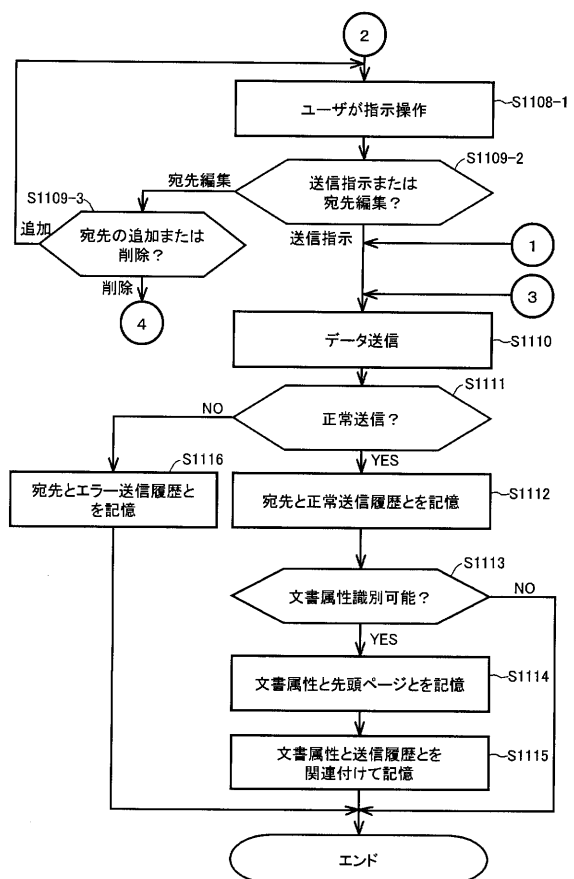 2
ユーザが指示操作
S1108-1
S1109-2
送信指示または
宛先編集?
宛先編集
S1109-3
追加
宛先の追加または
削除?
送信指示
1
削除
4
3
データ送信
S1110
S1111
正常送信?
NO
YES
S1116
宛先とエラー送信履歴と
を記憶
宛先と正常送信履歴とを記憶
S1112
S1113
文書属性識別可能?
NO
YES
文書属性と先頭ページとを記憶
S1114
文書属性と送信履歴とを
関連付けて記憶
S1115
エンド